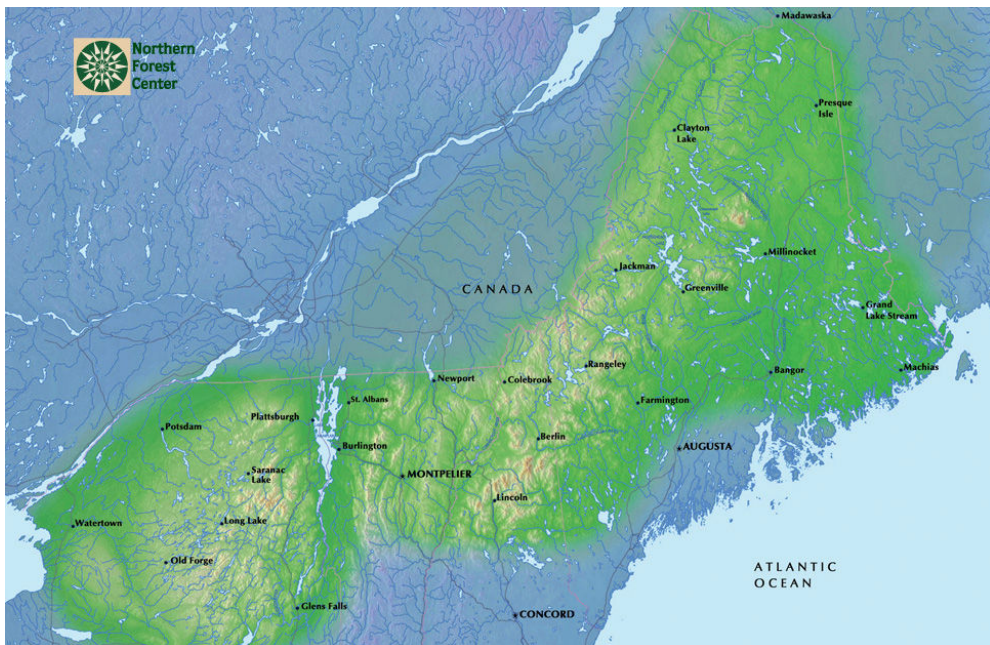 Northern
Forest
Center
Madawaska
Presque
Isle
Clayton
Lake
Millinocket
Jackman
CANADA
Greenville
Grand
Lake Stream
Rangeley
Machias
Bangor
Newport
Colebrook
St. Albans
Farmington
Plattsburgh
Potsdam
Berlin
Burlington
AUGUSTA
Saranac
Lake
MONTPELIER
Lincoln
Watertown
Long Lake
Old Forge
ATLANTIC
OCEAN
Glens Falls
CONCORD